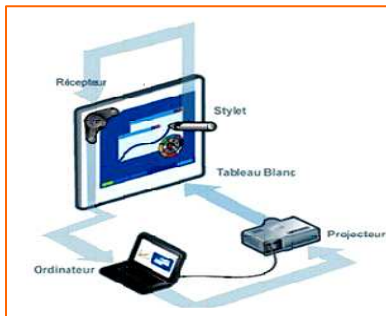 Récepteur
Stylet
Tableau Blanc
Projecteur
Ordinateur